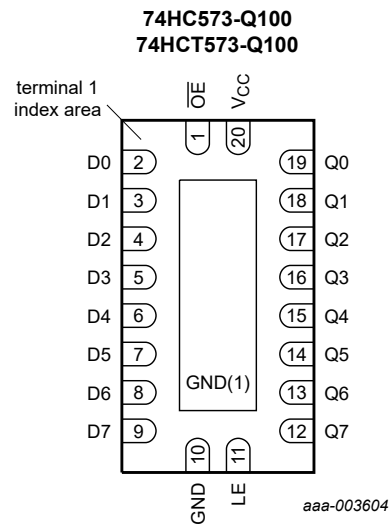 74HC573-Q100
74HCT573-Q100
terminal 1
index area
OE
VCC
1
20
D0 2 19 Q0
D1 3 18 Q1
D2 4 17 Q2
D3 5 16 Q3
D4 6 15 Q4
D5 7 14 Q5
D6 8 GND(1) 13 Q6
D7 9 12 Q7
10
11
GND
LE
aaa-003604